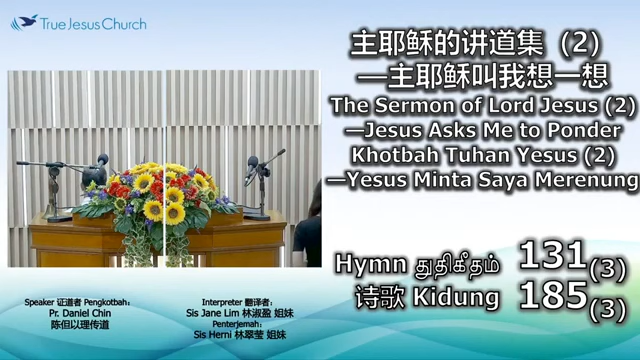 True Jesus Church
主耶稣的讲道集（2）
—主耶稣叫我想一想
The Sermon of Lord Jesus (2)
—Jesus Asks Me to Ponder
Khotbah Tuhan Yesus (2)
—Yesus Minta Saya Merenung
Hymn துதிகீதம் 131 (3)
诗歌 Kidung 185 (3)
Speaker 证道者 Pengkotbah：
Pr. Daniel Chin
陈但以理传道
Interpreter 翻译者：
Sis Jane Lim 林淑盈 姐妹
Penterjemah：
Sis Herni 林翠莹 姐妹